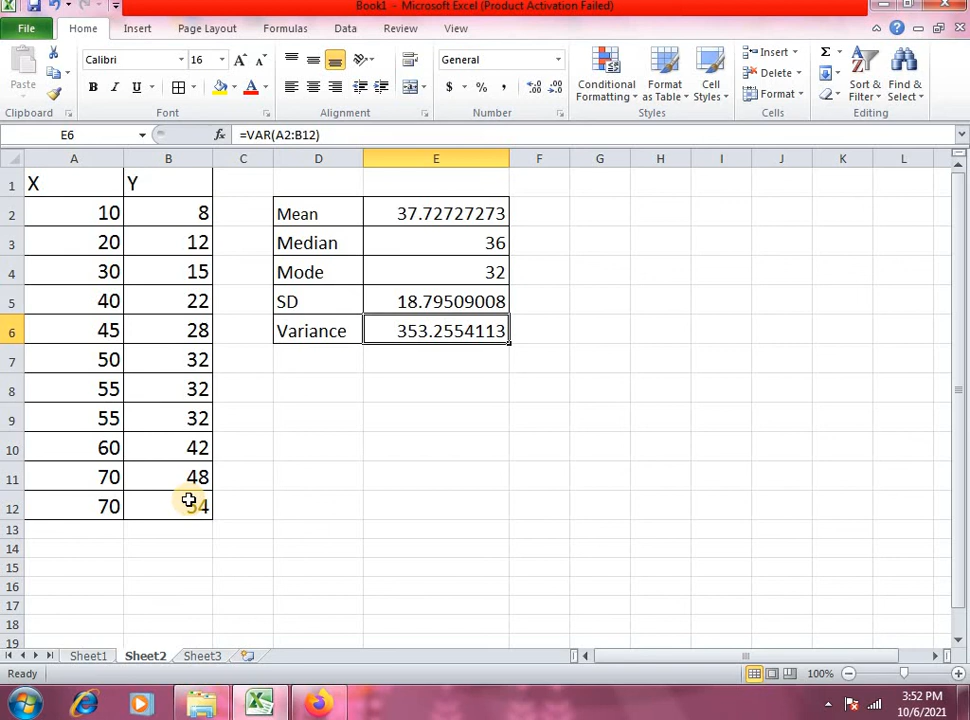 Book1 - Microsoft Excel (Product Activation Failed)
File Home Insert Page Layout Formulas Data Review View
Paste
Calibri 16
General
Conditional Formatting
Format as Table
Cell Styles
Insert
Delete
Format
Sort & Filter
Find & Select
Clipboard Font Alignment Number Styles Cells Editing
E6 fx =VAR(A2:B12)
A B C D E F G H I J K L
1 X Y
2 10 8 Mean 37.72727273
3 20 12 Median 36
4 30 15 Mode 32
5 40 22 SD 18.79509008
6 45 28 Variance 353.2554113
7 50 32
8 55 32
9 55 32
10 60 42
11 70 48
12 70 54
13
14
15
16
17
18
19
Sheet1 Sheet2 Sheet3
Ready 100%
3:52 PM
10/6/2021